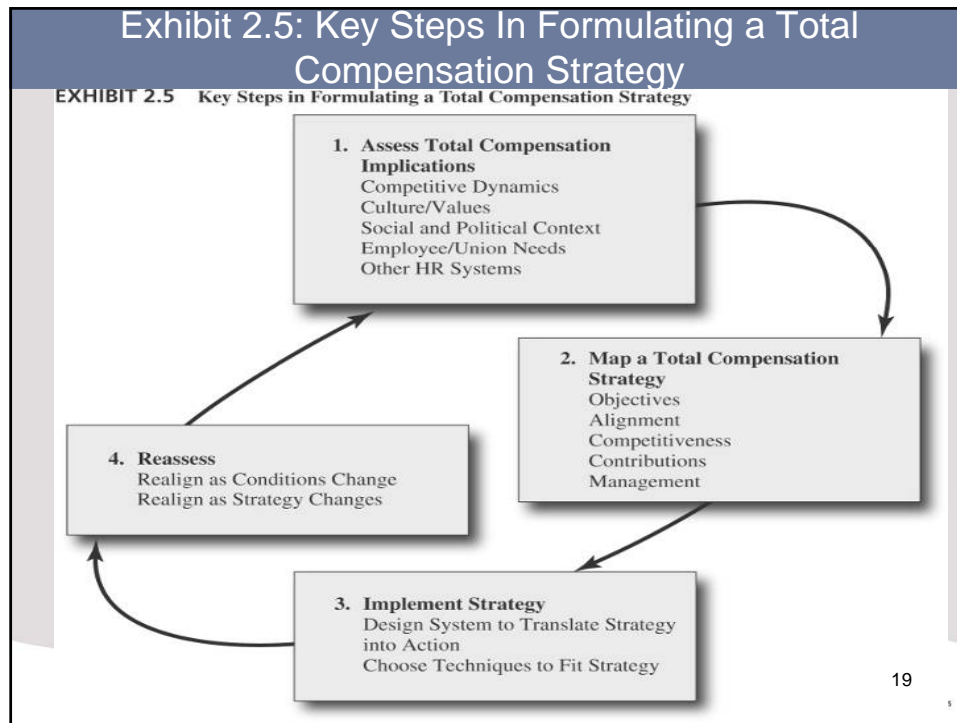 Exhibit 2.5: Key Steps In Formulating a Total
Compensation Strategy
EXHIBIT 2.5 Key Steps in Formulating a Total Compensation Strategy
1. Assess Total Compensation
Implications
Competitive Dynamics
Culture/Values
Social and Political Context
Employee/Union Needs
Other HR Systems
2. Map a Total Compensation
Strategy
Objectives
Alignment
Competitiveness
Contributions
Management
3. Implement Strategy
Design System to Translate Strategy
into Action
Choose Techniques to Fit Strategy
4. Reassess
Realign as Conditions Change
Realign as Strategy Changes
19